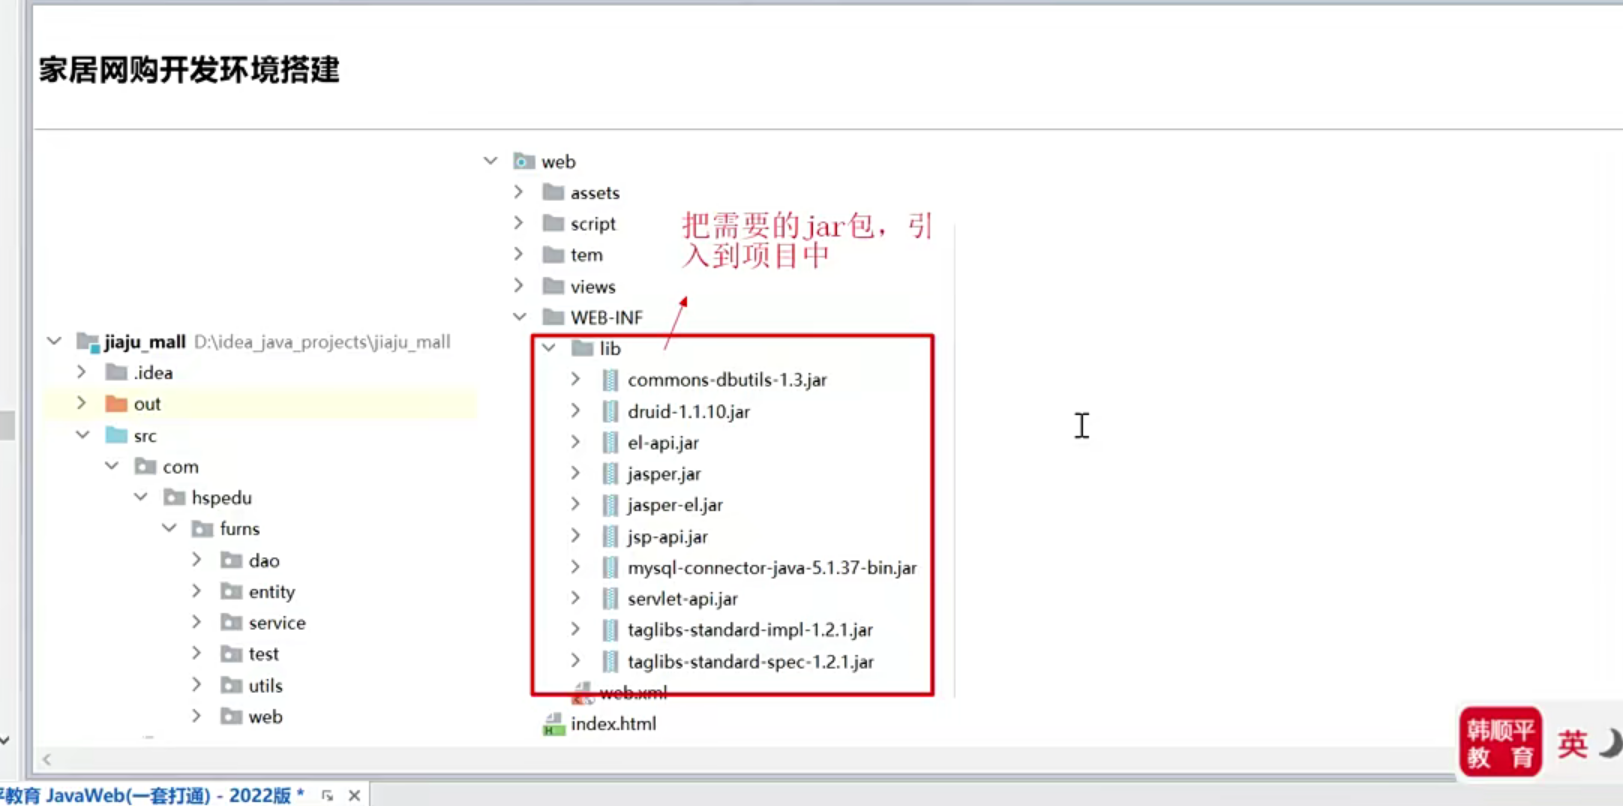 家居网购开发环境搭建
jiaju_mall D:\idea_java_projects\jiaju_mall
.idea
out
src
com
hspedu
furns
dao
entity
service
test
utils
web
web
assets
script
tem
views
WEB-INF
把需要的jar包，引
入到项目中
lib
commons-dbutils-1.3.jar
druid-1.1.10.jar
el-api.jar
jasper.jar
jasper-el.jar
jsp-api.jar
mysql-connector-java-5.1.37-bin.jar
servlet-api.jar
taglibs-standard-impl-1.2.1.jar
taglibs-standard-spec-1.2.1.jar
web.xml
index.html
韩顺平
教育
英
平教育 JavaWeb(一套打通) - 2022版 *